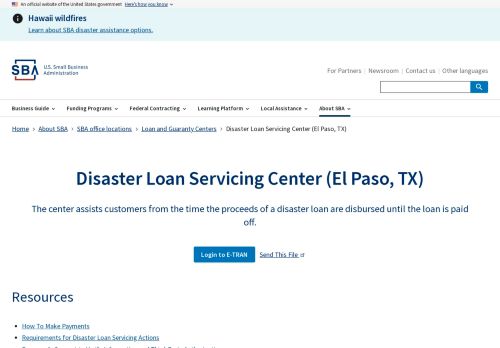 An official website of the United States government Here's how you know
Hawaii wildfires
Learn about SBA disaster assistance options.
SBA U.S. Small Business Administration
For Partners Newsroom Contact us Other languages
Business Guide Funding Programs Federal Contracting Learning Platform Local Assistance About SBA
Home About SBA SBA office locations Loan and Guaranty Centers Disaster Loan Servicing Center (El Paso, TX)
Disaster Loan Servicing Center (El Paso, TX)
The center assists customers from the time the proceeds of a disaster loan are disbursed until the loan is paid
off.
Login to E-TRAN Send This File
Resources
How To Make Payments
Requirements for Disaster Loan Servicing Actions